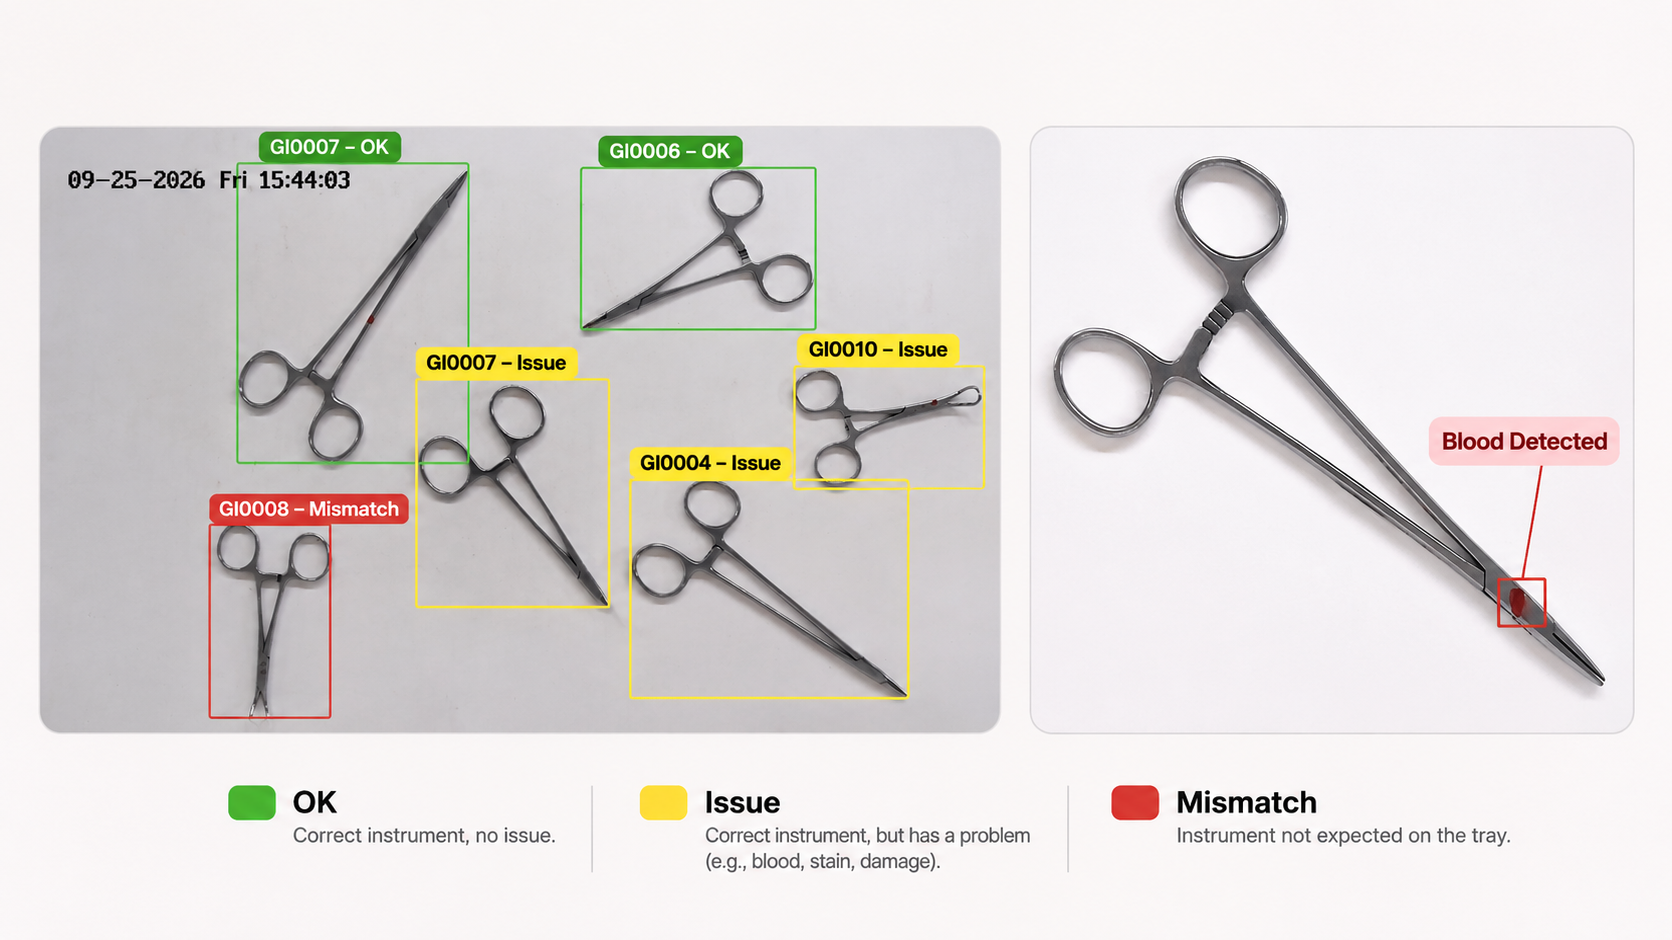 GI0007 – OK
GI0006 – OK
09-25-2026 Fri 15:44:03
GI0007 – Issue
GI0010 – Issue
GI0004 – Issue
GI0008 – Mismatch
Blood Detected
OK
Correct instrument, no issue.
Issue
Correct instrument, but has a problem
(e.g., blood, stain, damage).
Mismatch
Instrument not expected on the tray.